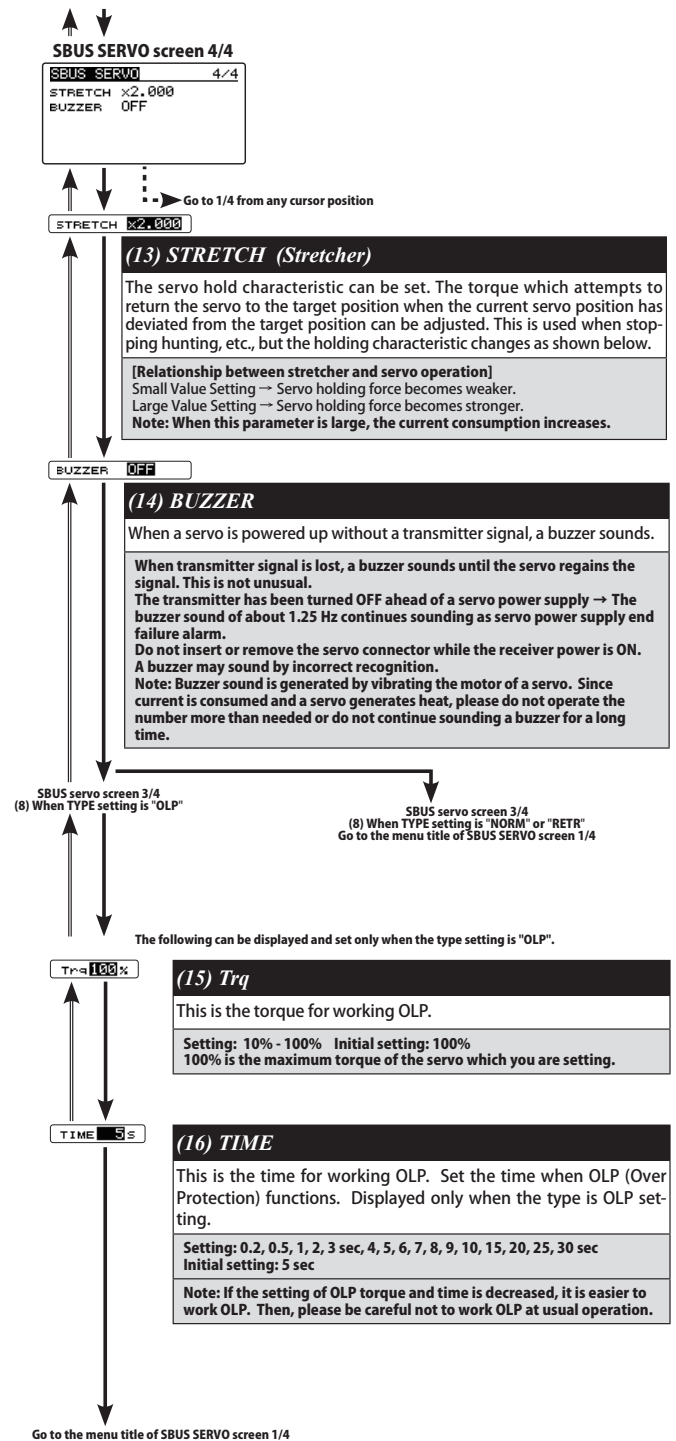 SBUS SERVO screen 4/4
SBUS SERVO 4/4
STRETCH ×2.000
BUZZER OFF
Go to 1/4 from any cursor position
STRETCH ×2.000
(13) STRETCH (Stretcher)
The servo hold characteristic can be set. The torque which attempts to
return the servo to the target position when the current servo position has
deviated from the target position can be adjusted. This is used when stop-
ping hunting, etc., but the holding characteristic changes as shown below.
[Relationship between stretcher and servo operation]
Small Value Setting → Servo holding force becomes weaker.
Large Value Setting → Servo holding force becomes stronger.
Note: When this parameter is large, the current consumption increases.
BUZZER OFF
(14) BUZZER
When a servo is powered up without a transmitter signal, a buzzer sounds.
When transmitter signal is lost, a buzzer sounds until the servo regains the
signal. This is not unusual.
The transmitter has been turned OFF ahead of a servo power supply → The
buzzer sound of about 1.25 Hz continues sounding as servo power supply end
failure alarm.
Do not insert or remove the servo connector while the receiver power is ON.
A buzzer may sound by incorrect recognition.
Note: Buzzer sound is generated by vibrating the motor of a servo. Since
current is consumed and a servo generates heat, please do not operate the
number more than needed or do not continue sounding a buzzer for a long
time.
SBUS servo screen 3/4
(8) When TYPE setting is "OLP"
SBUS servo screen 3/4
(8) When TYPE setting is "NORM" or "RETR"
Go to the menu title of SBUS SERVO screen 1/4
The following can be displayed and set only when the type setting is "OLP".
Trq 100%
(15) Trq
This is the torque for working OLP.
Setting: 10% - 100% Initial setting: 100%
100% is the maximum torque of the servo which you are setting.
TIME 5s
(16) TIME
This is the time for working OLP. Set the time when OLP (Over
Protection) functions. Displayed only when the type is OLP set-
ting.
Setting: 0.2, 0.5, 1, 2, 3 sec, 4, 5, 6, 7, 8, 9, 10, 15, 20, 25, 30 sec
Initial setting: 5 sec
Note: If the setting of OLP torque and time is decreased, it is easier to
work OLP. Then, please be careful not to work OLP at usual operation.
Go to the menu title of SBUS SERVO screen 1/4